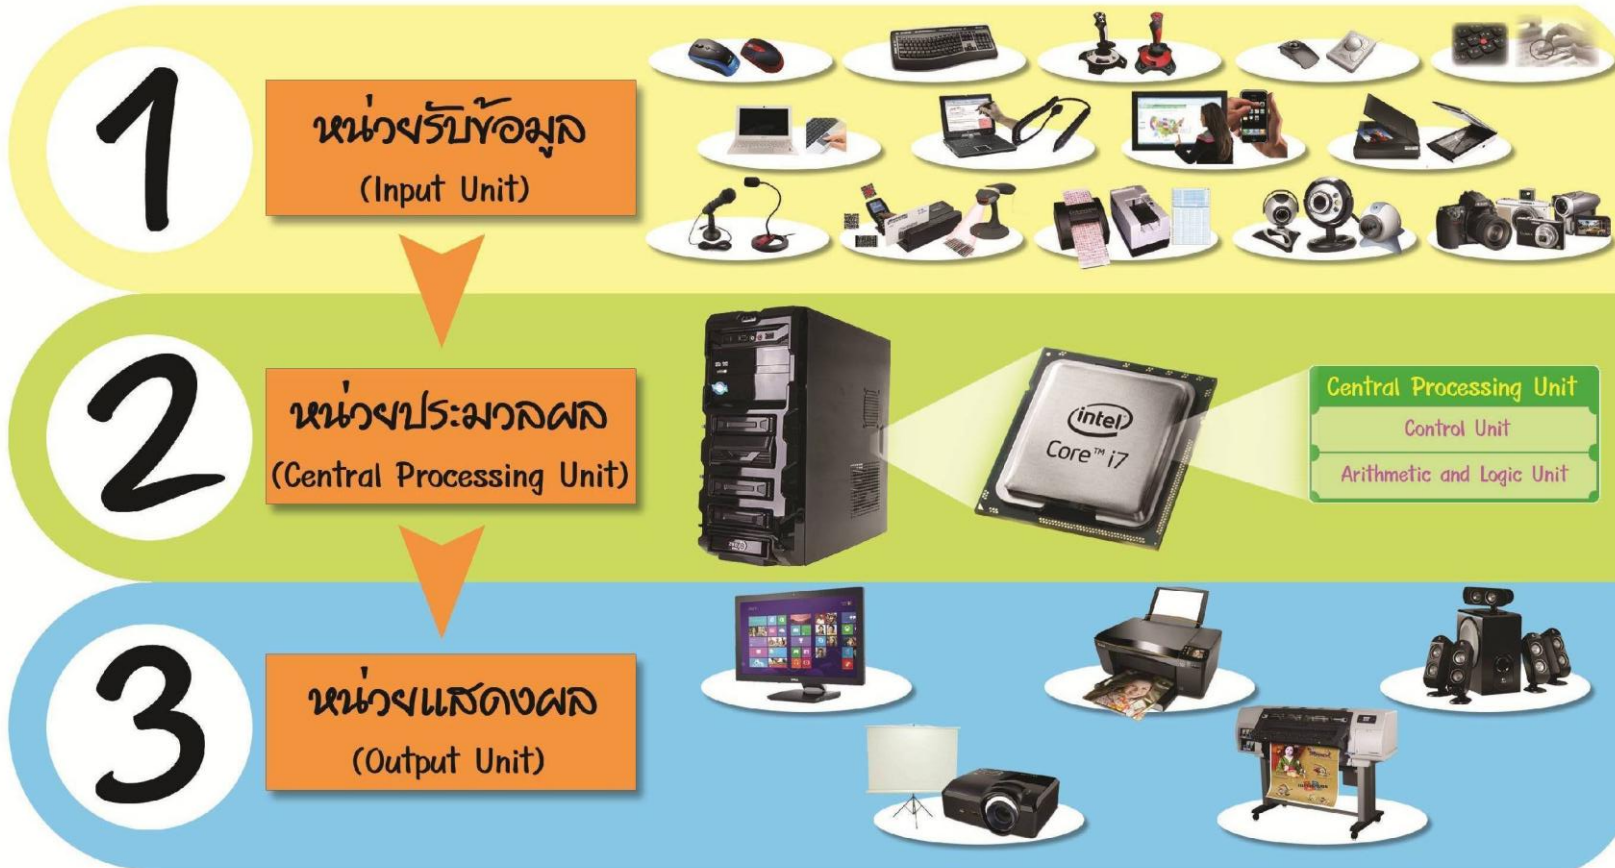 1
หน่วยรับข้อมูล
(Input Unit)
2
หน่วยประมวลผล
(Central Processing Unit)
intel
Core™ i7
Central Processing Unit
Control Unit
Arithmetic and Logic Unit
3
หน่วยแสดงผล
(Output Unit)